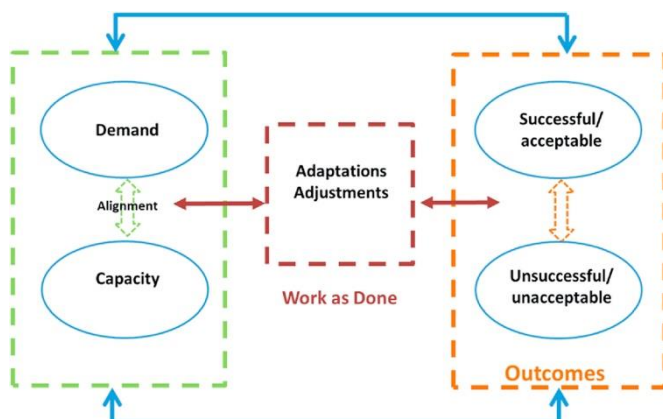 Demand
Alignment
Capacity
Adaptations
Adjustments
Work as Done
Successful/
acceptable
Unsuccessful/
unacceptable
Outcomes